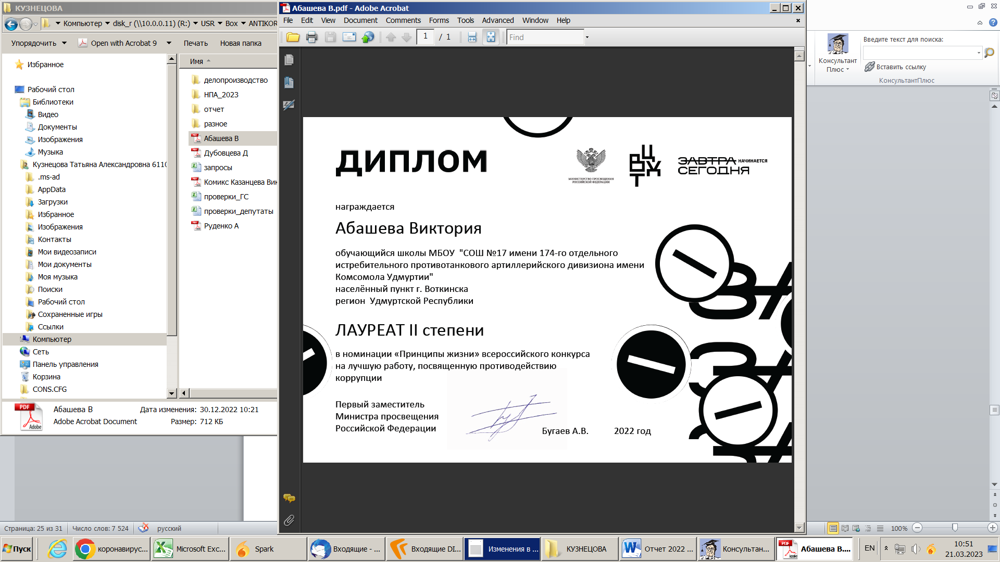 КУЗНЕЦОВА
Компьютер
disk_r (\\10.0.0.11) (R:)
USR
Box
ANTIKOR
Упорядочить
Open with Acrobat 9
Печать
Новая папка
Избранное
Рабочий стол
Библиотеки
Видео
Документы
Изображения
Музыка
Кузнецова Татьяна Александровна 6110
.ms-ad
AppData
Загрузки
Избранное
Изображения
Контакты
Мои видеозаписи
Мои документы
Моя музыка
Поиски
Рабочий стол
Сохраненные игры
Ссылки
Компьютер
Сеть
Панель управления
Корзина
CONS.CFG
Имя
делопроизводство
НПА_2023
отчет
разное
Абашева В
Дубовцева Д
запросы
Комикс Казанцева Вик
проверки_ГС
проверки_депутаты
Руденко А
Абашева В
Дата изменения: 30.12.2022 10:21
Adobe Acrobat Document
Размер: 712 КБ
Абашева В.pdf - Adobe Acrobat
File Edit View Document Comments Forms Tools Advanced Window Help
1 / 1
Find
ДИПЛОМ
МИНИСТЕРСТВО ПРОСВЕЩЕНИЯ
РОССИЙСКОЙ ФЕДЕРАЦИИ
ЗАВТРА НАЧИНАЕТСЯ
СЕГОДНЯ
награждается
Абашева Виктория
обучающийся школы МБОУ "СОШ №17 имени 174-го отдельного
истребительного противотанкового артиллерийского дивизиона имени
Комсомола Удмуртии"
населённый пункт г. Воткинска
регион Удмуртской Республики
ЛАУРЕАТ II степени
в номинации «Принципы жизни» всероссийского конкурса
на лучшую работу, посвященную противодействию
коррупции
Первый заместитель
Министра просвещения
Российской Федерации
Бугаев А.В.
2022 год
Введите текст для поиска:
Консультант
Плюс
Вставить ссылку
КонсультантПлюс
Страница: 25 из 31
Число слов: 7 524
русский
100%
Пуск
коронавирус...
Microsoft Exc...
Spark
Входящие - ...
Входящие DI...
Изменения в ...
КУЗНЕЦОВА
Отчет 2022 ...
Консультан...
Абашева В....
EN
10:51
21.03.2023